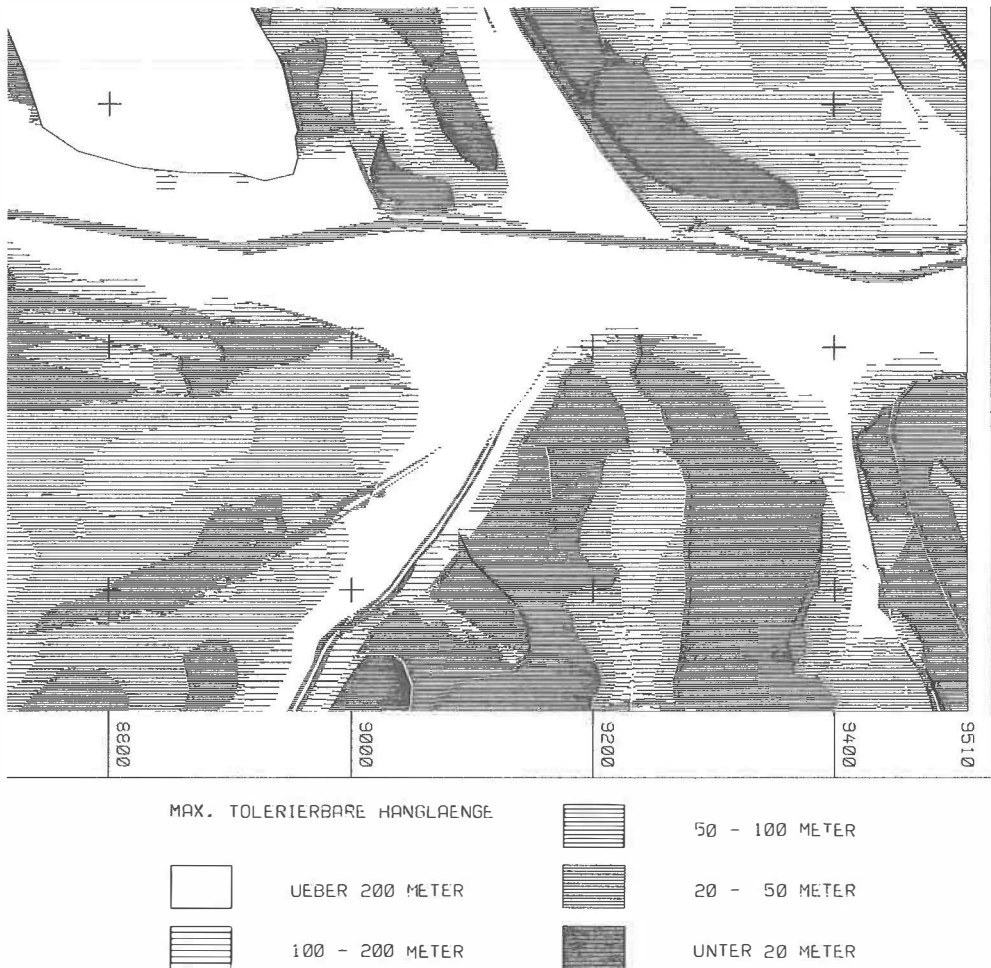 8800
9000
9200
9400
9510
MAX. TOLERIERBARE HANGLAENGE
UEBER 200 METER
100 - 200 METER
50 - 100 METER
20 - 50 METER
UNTER 20 METER